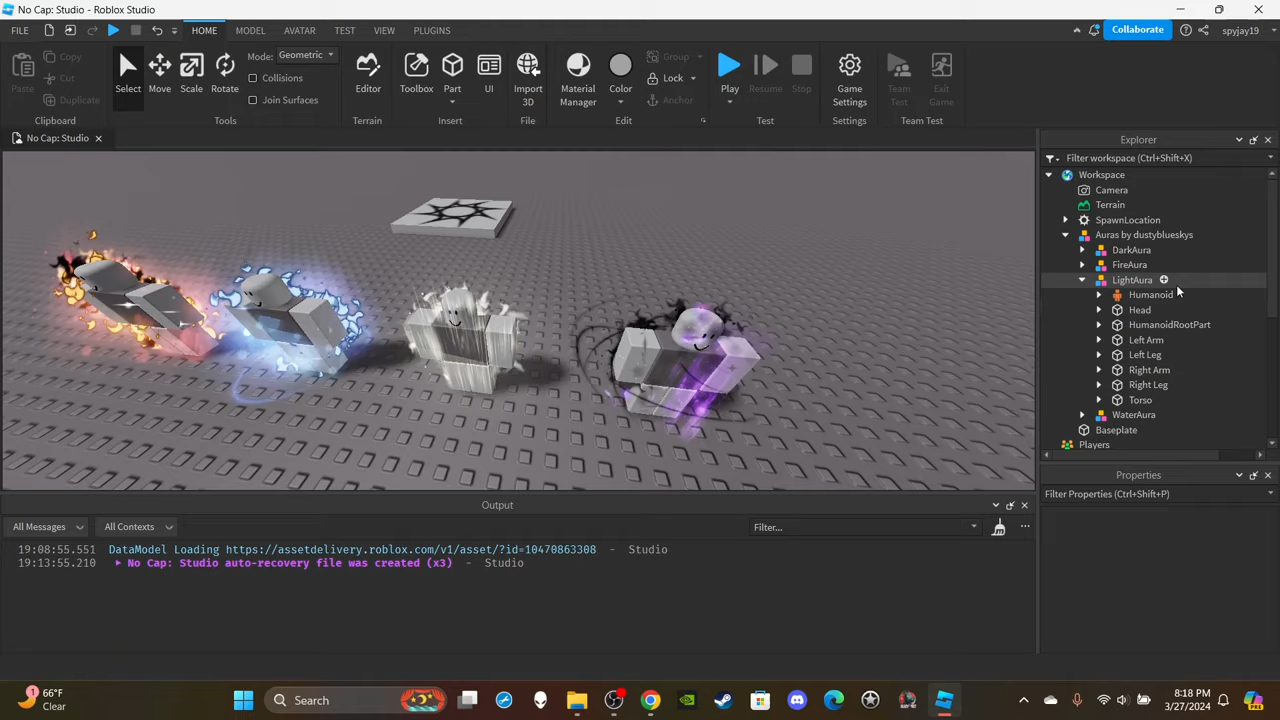 No Cap: Studio - Roblox Studio
FILE
HOME MODEL AVATAR TEST VIEW PLUGINS
Collaborate
spyjay19
Paste
Copy
Cut
Duplicate
Clipboard
Select Move Scale Rotate
Mode: Geometric
Collisions
Join Surfaces
Tools
Editor
Terrain
Toolbox Part UI
Insert
Import
3D
File
Material
Manager
Color
Group
Lock
Anchor
Edit
Play Resume Stop
Test
Game
Settings
Settings
Team
Test
Exit
Game
Team Test
No Cap: Studio
Explorer
Filter workspace (Ctrl+Shift+X)
Workspace
Camera
Terrain
SpawnLocation
Auras by dustyblueskys
DarkAura
FireAura
LightAura
Humanoid
Head
HumanoidRootPart
Left Arm
Left Leg
Right Arm
Right Leg
Torso
WaterAura
Baseplate
Players
Properties
Filter Properties (Ctrl+Shift+P)
Output
All Messages All Contexts Filter...
19:08:55.551 DataModel Loading https://assetdelivery.roblox.com/v1/asset/?id=10470863308 - Studio
19:13:55.210 No Cap: Studio auto-recovery file was created (x3) - Studio
66°F
Clear
Search
8:18 PM
3/27/2024